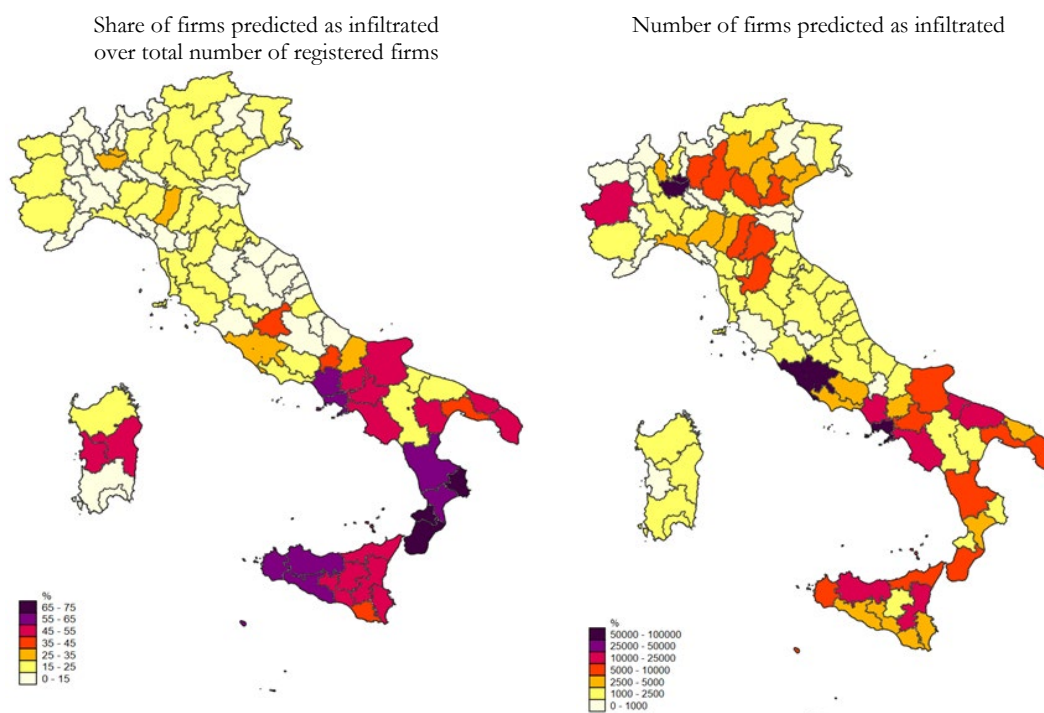 Share of firms predicted as infiltrated
over total number of registered firms
Number of firms predicted as infiltrated
%
65 - 75
55 - 65
45 - 55
35 - 45
25 - 35
15 - 25
0 - 15
%
50000 - 100000
25000 - 50000
10000 - 25000
5000 - 10000
2500 - 5000
1000 - 2500
0 - 1000